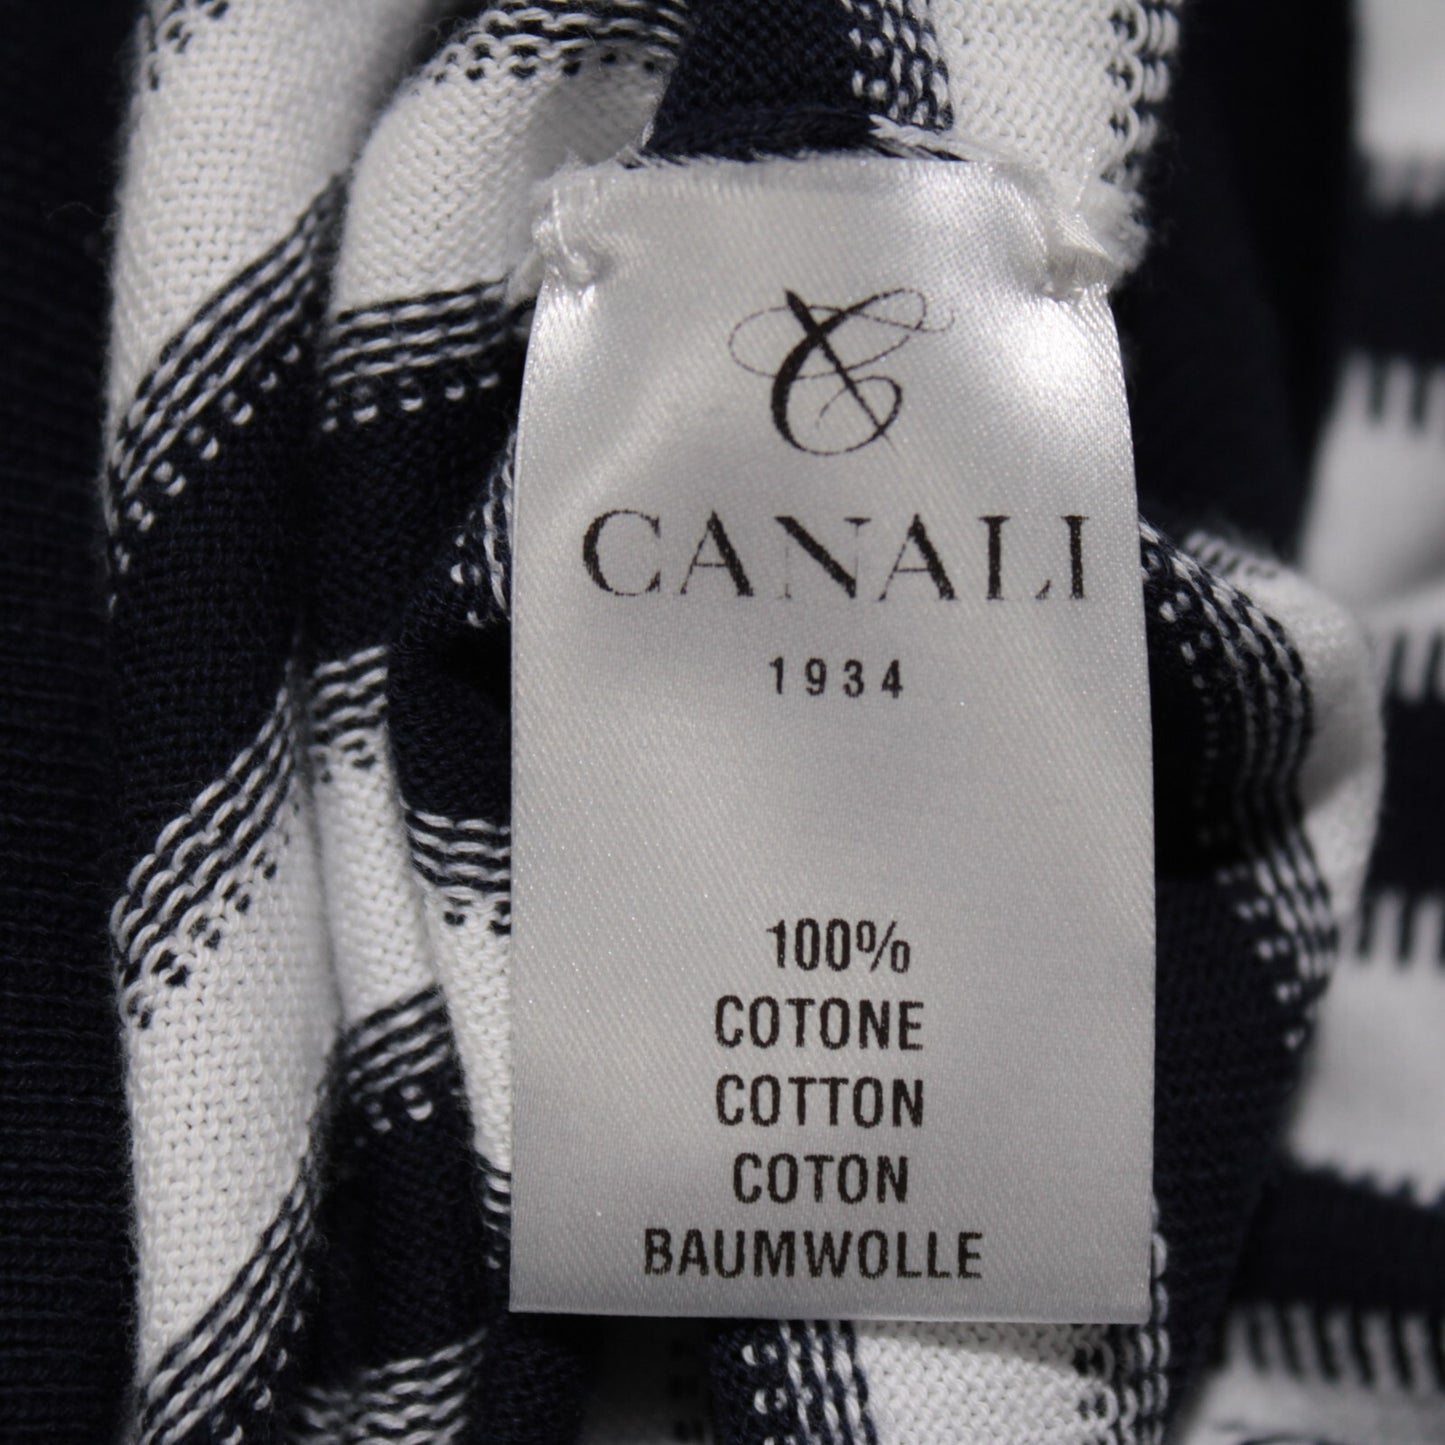 CANALI
1934
100%
COTONE
COTTON
COTON
BAUMWOLLE